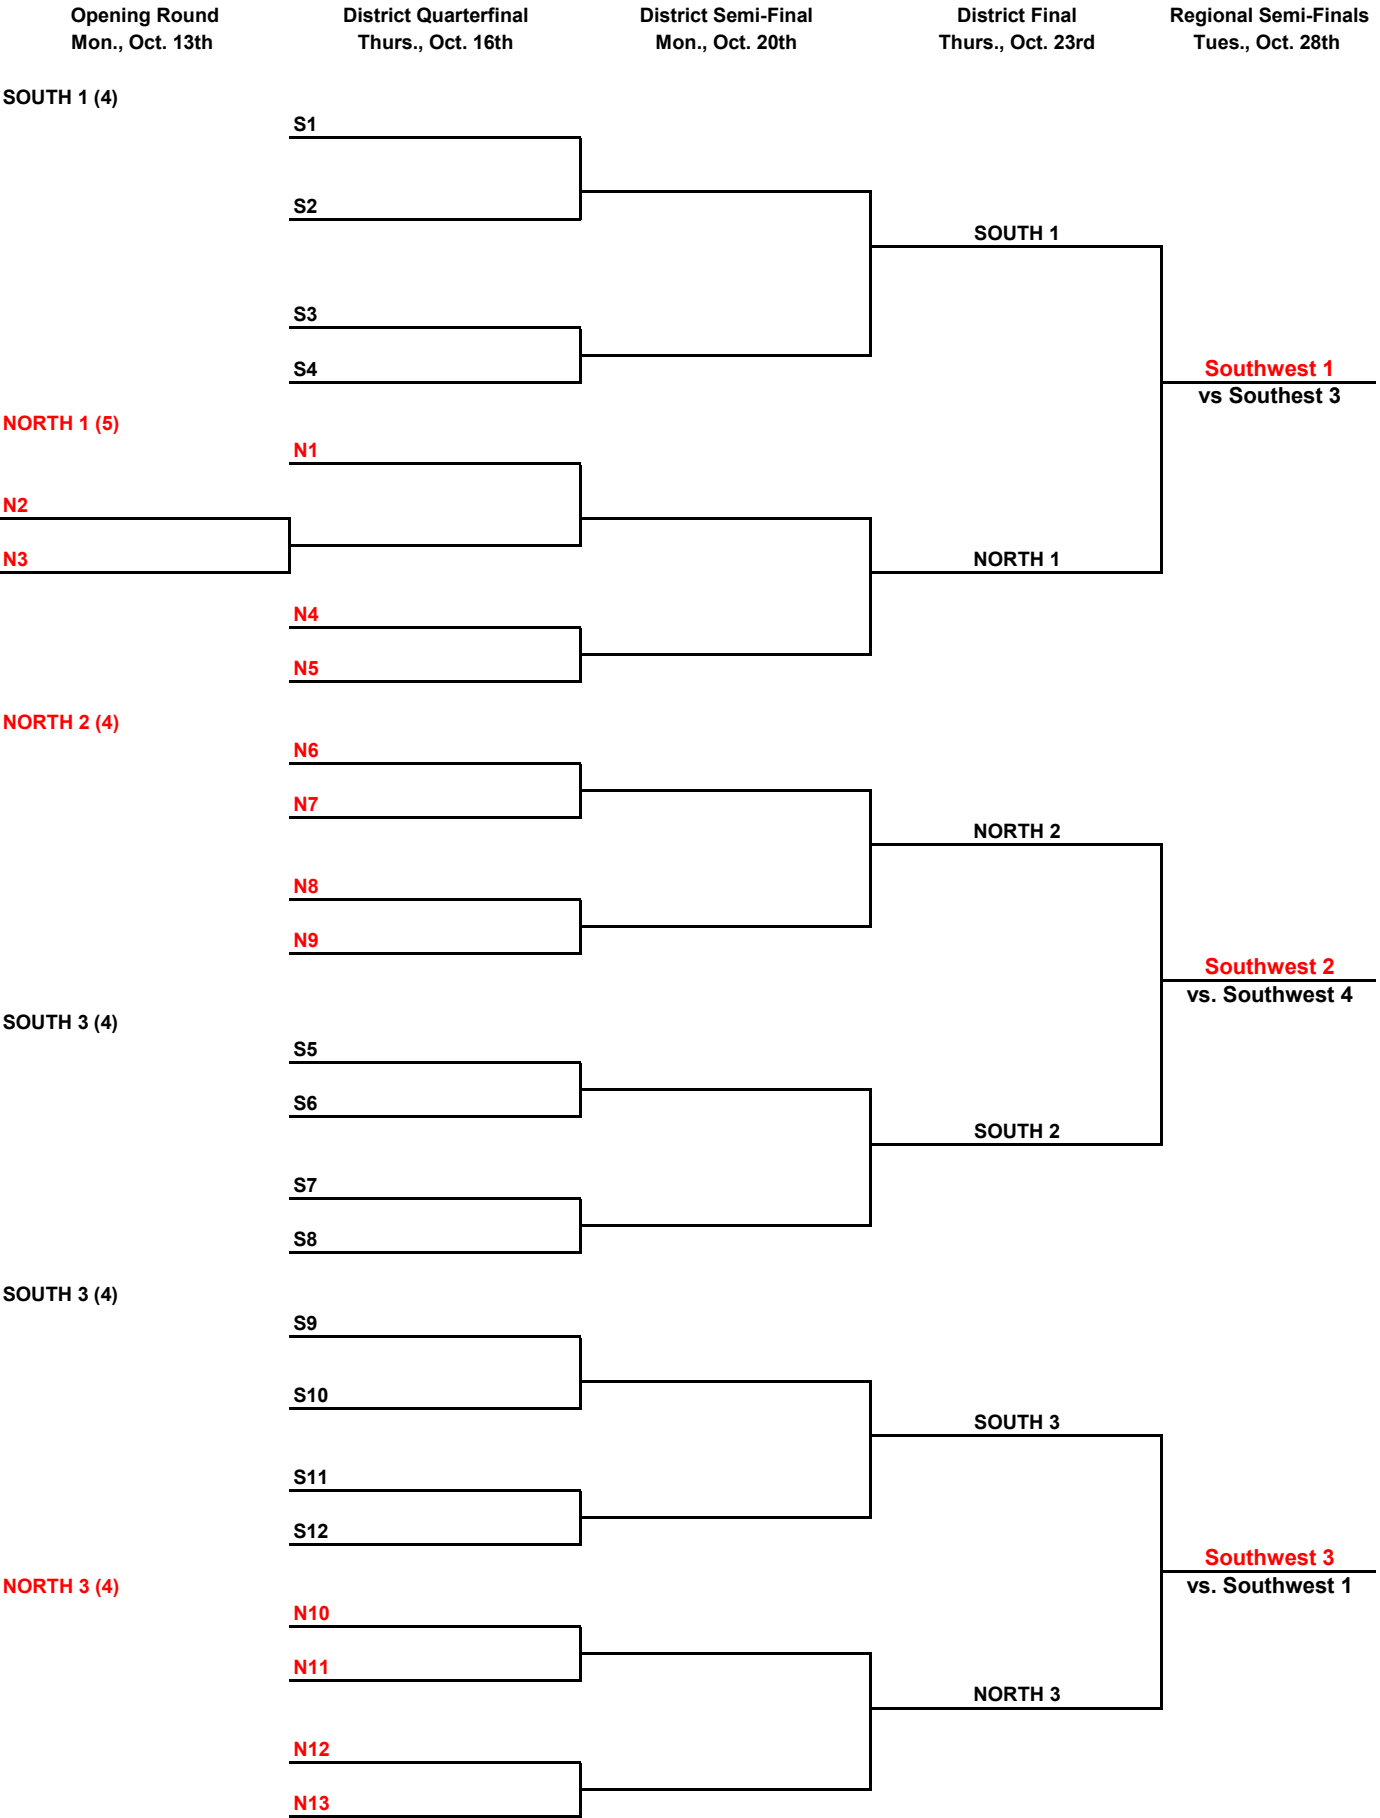 Opening Round
Mon., Oct. 13th
District Quarterfinal
Thurs., Oct. 16th
District Semi-Final
Mon., Oct. 20th
District Final
Thurs., Oct. 23rd
Regional Semi-Finals
Tues., Oct. 28th
SOUTH 1 (4)
S1
S2
SOUTH 1
S3
S4
Southwest 1
vs Southest 3
NORTH 1 (5)
N1
N2
N3
NORTH 1
N4
N5
NORTH 2 (4)
N6
N7
NORTH 2
N8
N9
Southwest 2
vs. Southwest 4
SOUTH 3 (4)
S5
S6
SOUTH 2
S7
S8
SOUTH 3 (4)
S9
S10
SOUTH 3
S11
S12
Southwest 3
vs. Southwest 1
NORTH 3 (4)
N10
N11
NORTH 3
N12
N13